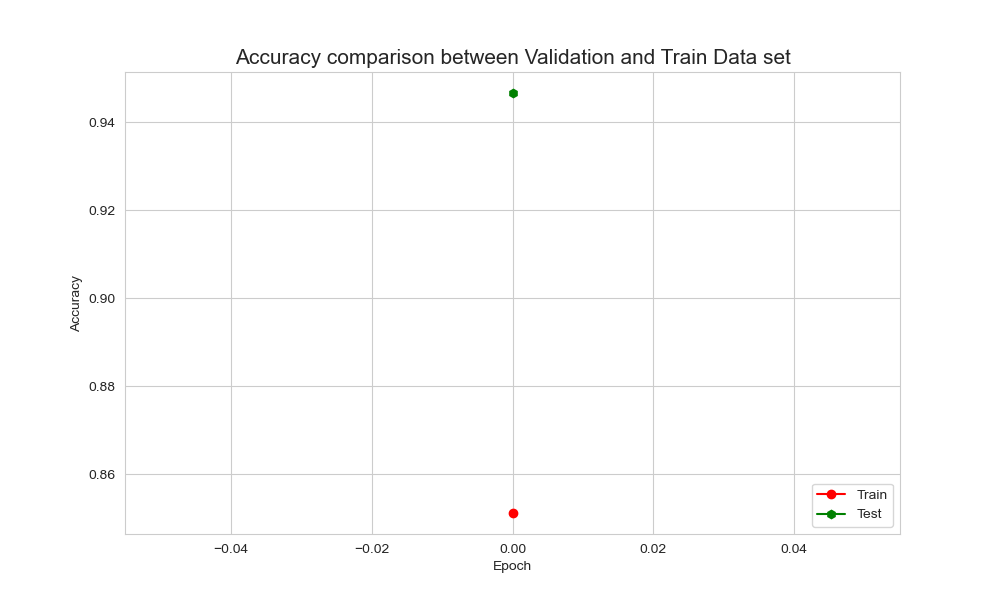 Accuracy comparison between Validation and Train Data set
0.94
0.92
0.90
0.88
0.86
Accuracy
−0.04 −0.02 0.00 0.02 0.04
Epoch
Train
Test